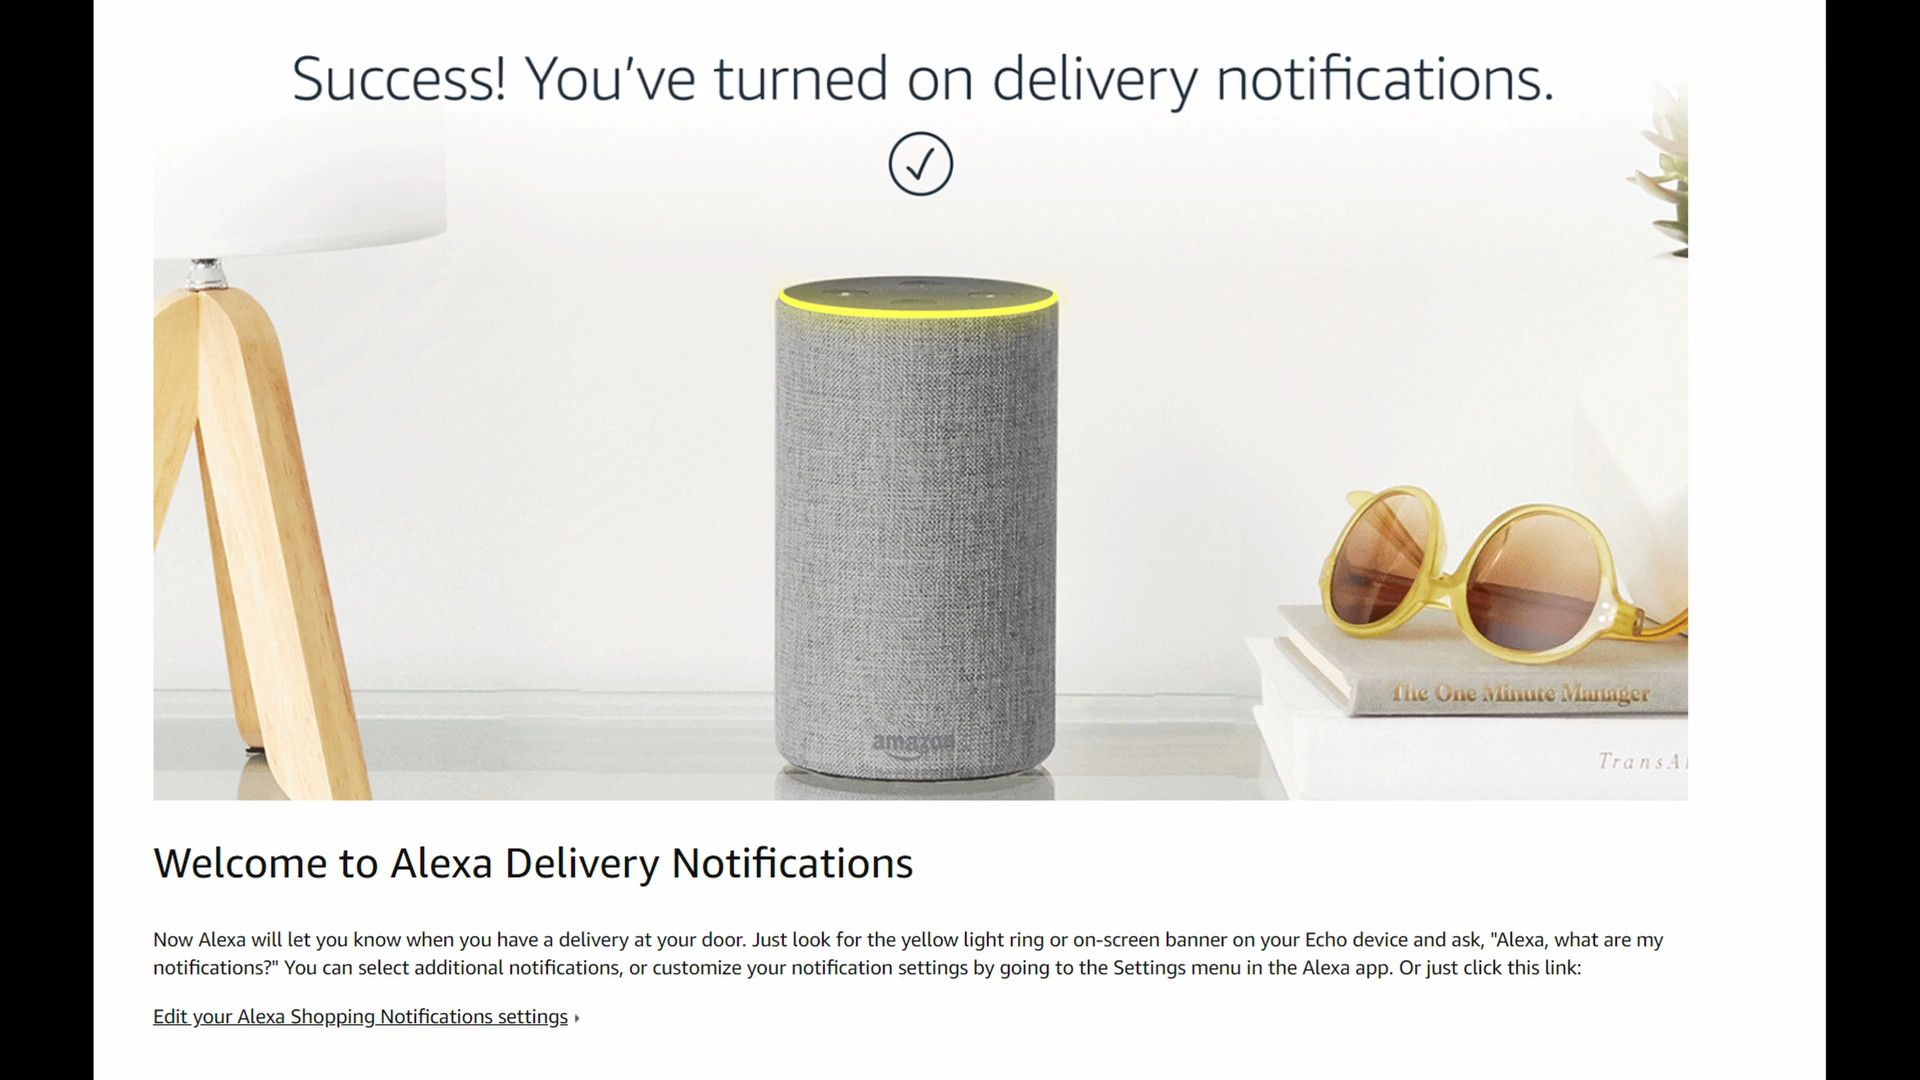 Success! You’ve turned on delivery notifications.
amazon
The One Minute Manager
Welcome to Alexa Delivery Notifications
Now Alexa will let you know when you have a delivery at your door. Just look for the yellow light ring or on-screen banner on your Echo device and ask, "Alexa, what are my
notifications?" You can select additional notifications, or customize your notification settings by going to the Settings menu in the Alexa app. Or just click this link:
Edit your Alexa Shopping Notifications settings